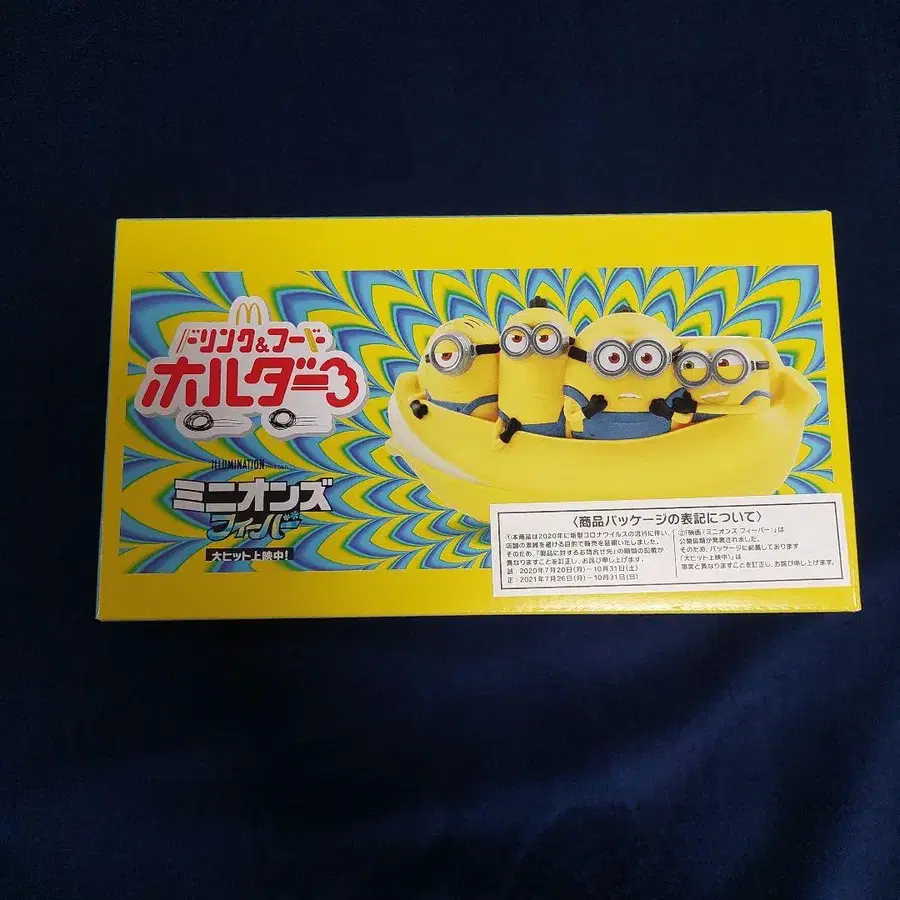 ドリンク&フード
ホルダー3
ILLUMINATION
ミニオンズ
フィーバー
大ヒット上映中!
〈商品パッケージの表記について〉
①本商品は2020年に新型コロナウイルスの流行に伴い、
店舗の混雑を避ける目的で販売を延期いたしました。
そのため、「製品に対するお問合せ先」の期間の記載が
異なりますことを訂正し、お詫び申し上げます。
誤：2020年7月20日(月)～10月31日(土)
正：2021年7月26日(月)～10月31日(日)
②「映画『ミニオンズ フィーバー』」は
公開延期が発表されました。
そのため、パッケージに記載しております
「大ヒット上映中!」は
事実と異なりますことを訂正し、お詫び申し上げます。